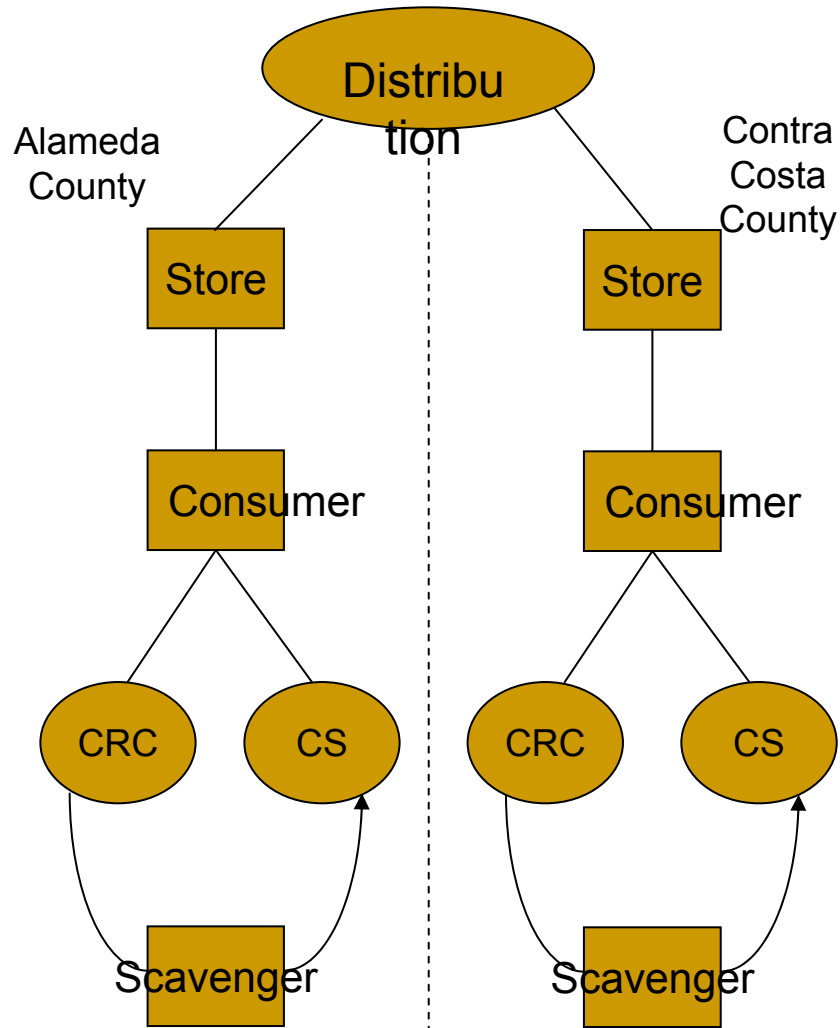 Distribu
tion
Alameda
County
Contra
Costa
County
Store
Store
Consumer
Consumer
CRC
CS
CRC
CS
Scavenger
Scavenger